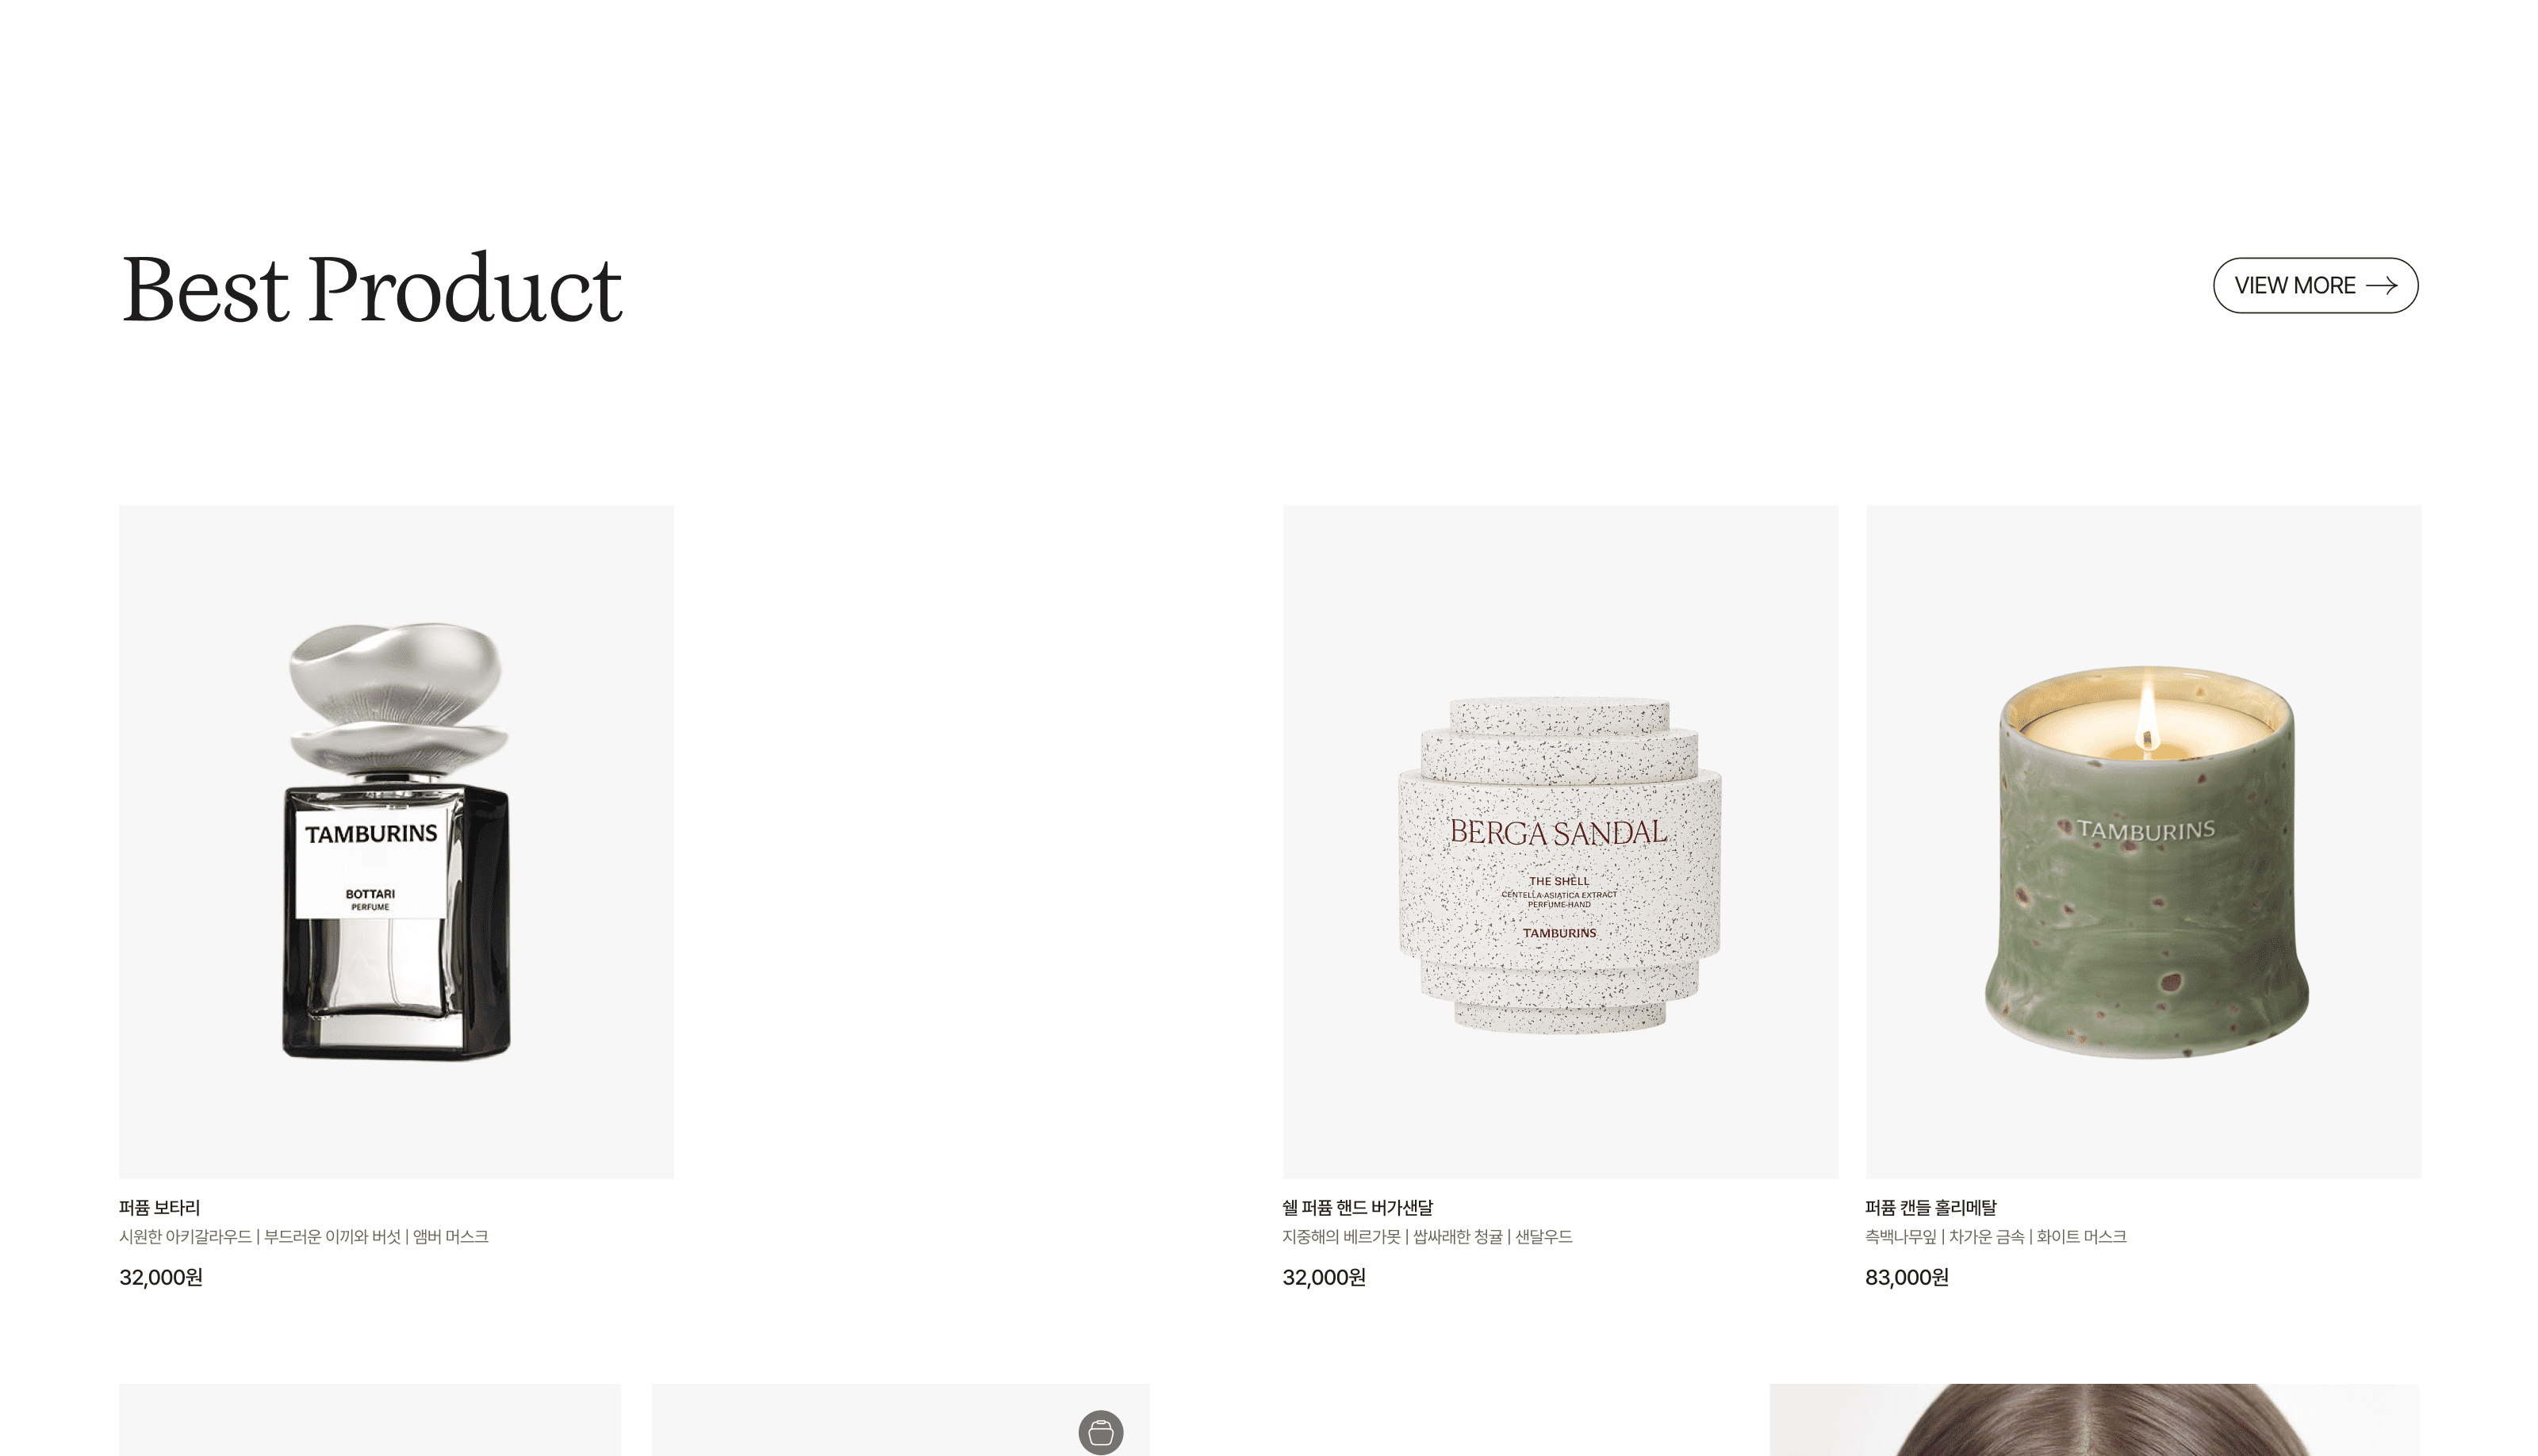 Best Product
VIEW MORE
TAMBURINS
BOTTARI
PERFUME
BERGA SANDAL
THE SHELL
CENTELLA ASIATICA EXTRACT
PERFUME-HAND
TAMBURINS
TAMBURINS
퍼퓸 보타리
시원한 아키갈라우드 | 부드러운 이끼와 버섯 | 앰버 머스크
32,000원
쉘 퍼퓸 핸드 버가샌달
지중해의 베르가못 | 쌉싸래한 청귤 | 샌달우드
32,000원
퍼퓸 캔들 홀리메탈
측백나무잎 | 차가운 금속 | 화이트 머스크
83,000원